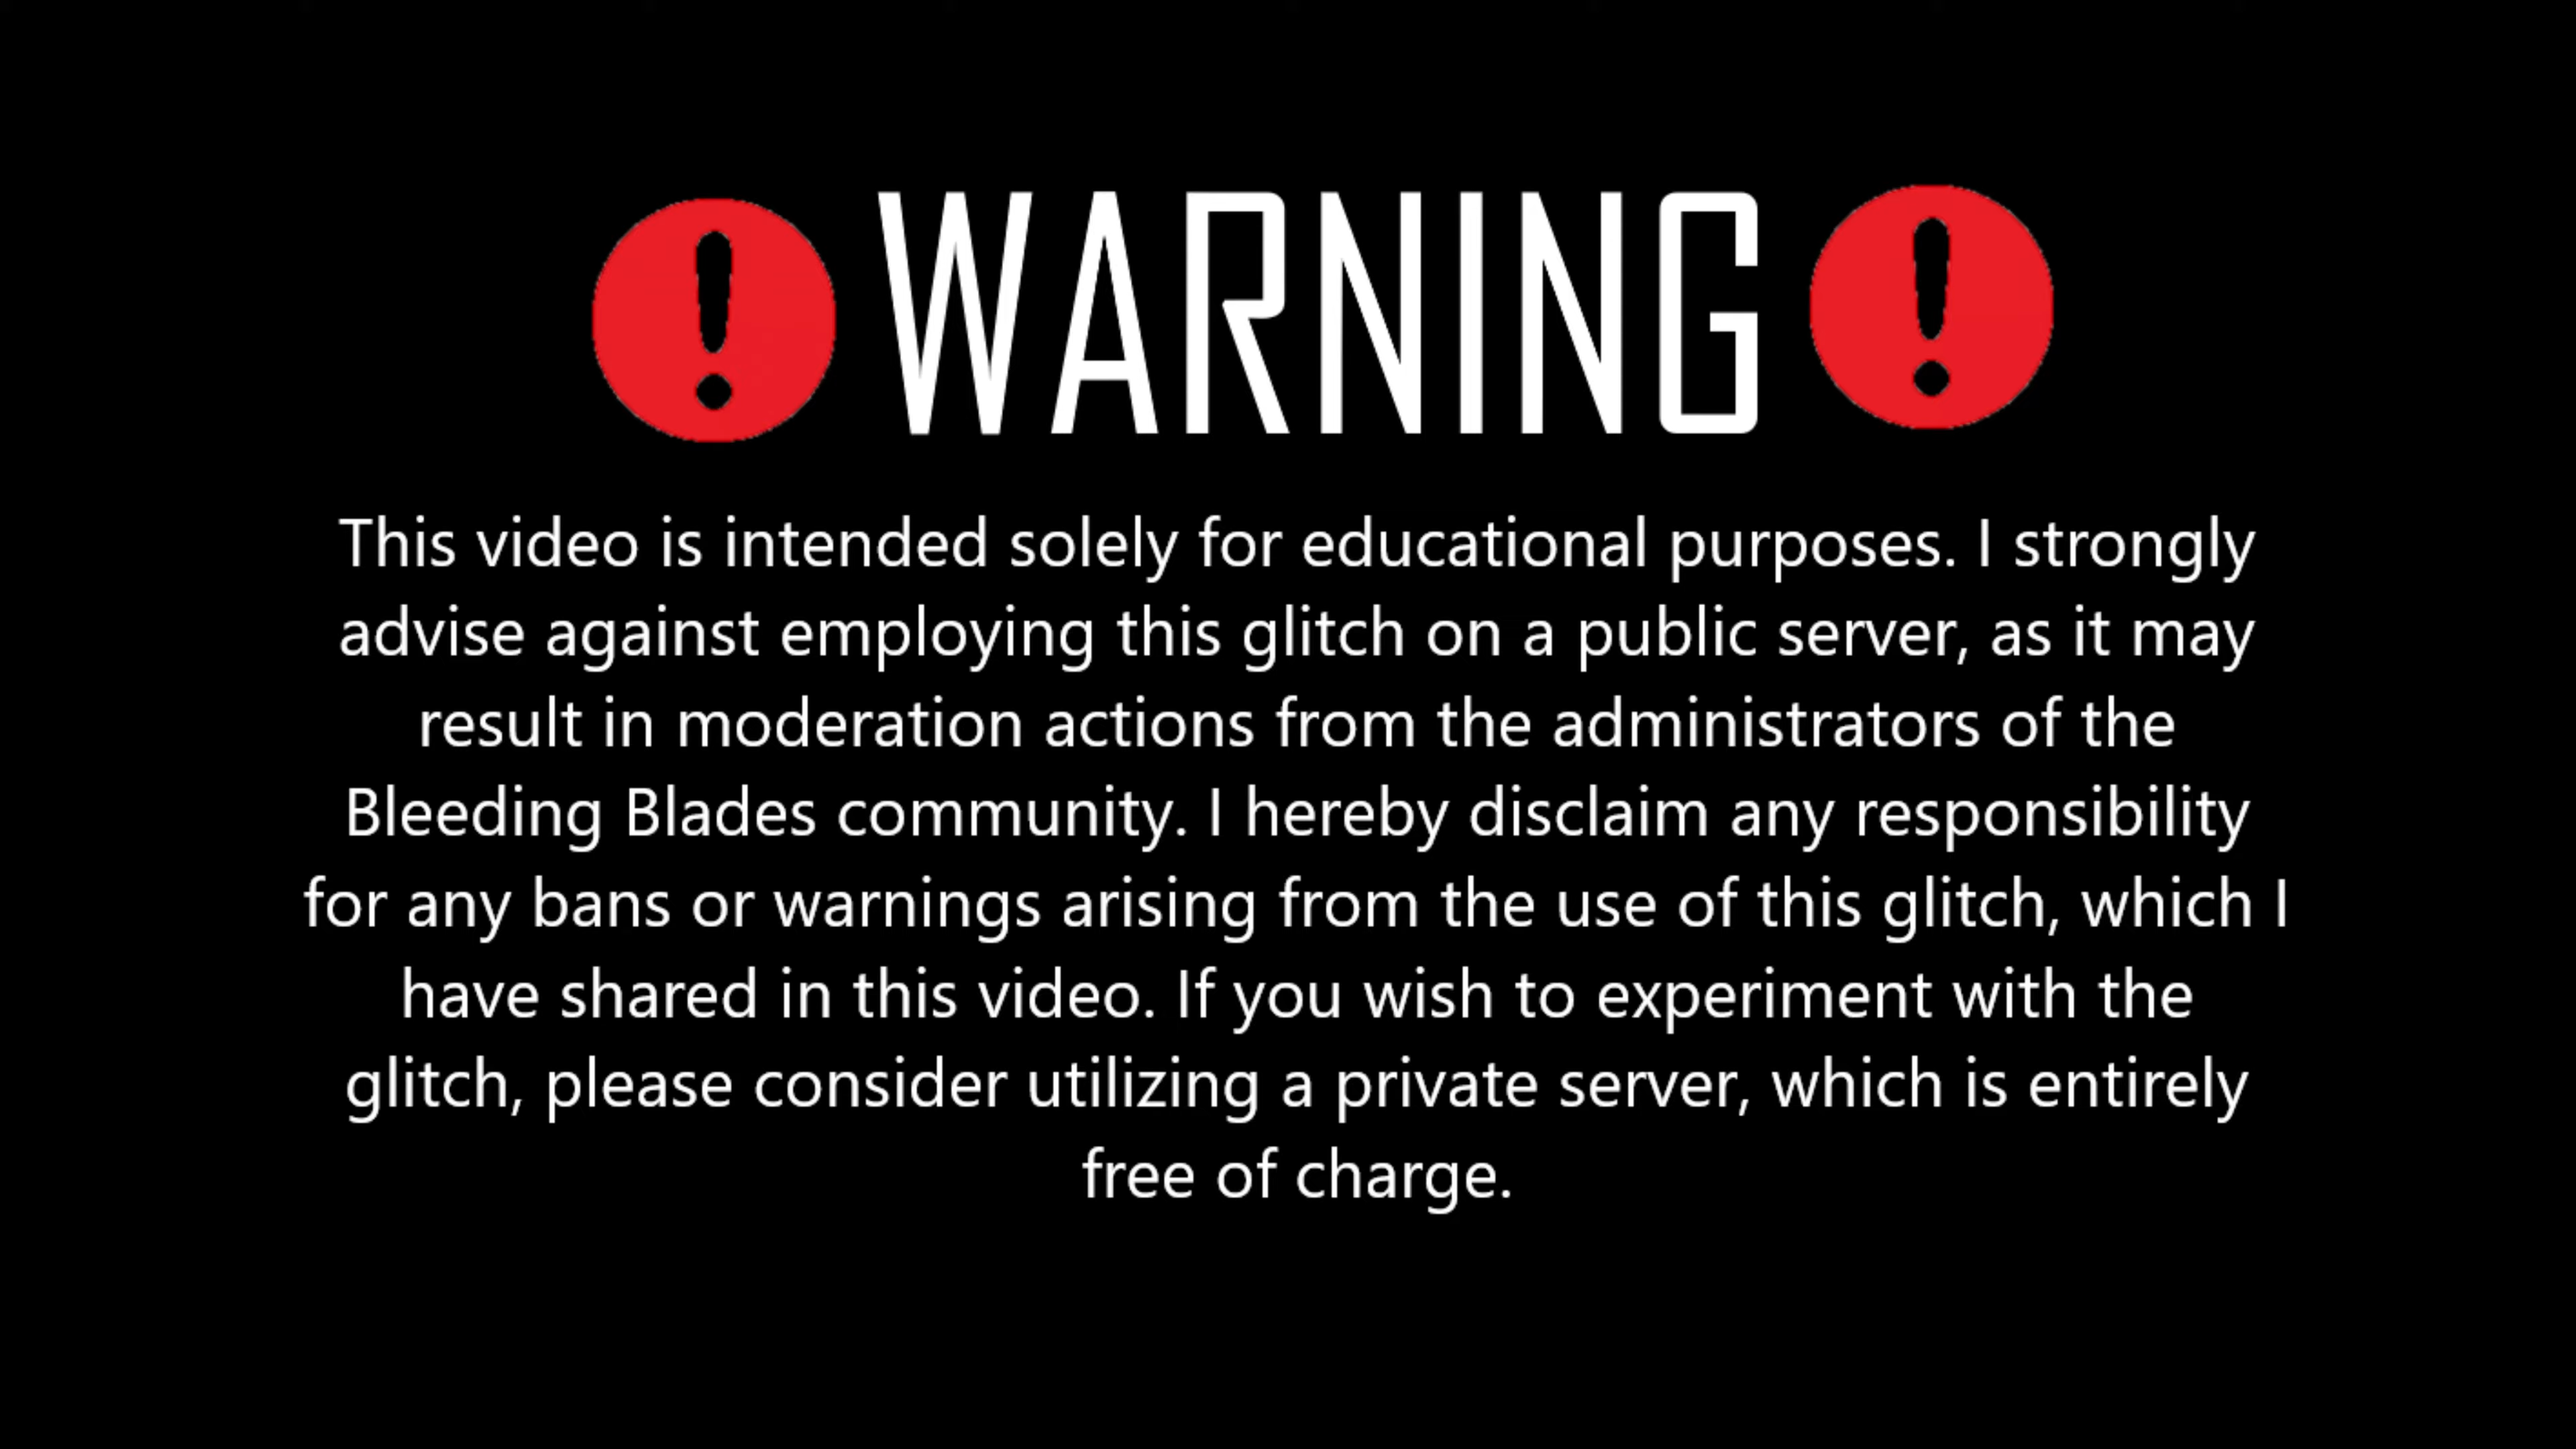 WARNING
This video is intended solely for educational purposes. I strongly
advise against employing this glitch on a public server, as it may
result in moderation actions from the administrators of the
Bleeding Blades community. I hereby disclaim any responsibility
for any bans or warnings arising from the use of this glitch, which I
have shared in this video. If you wish to experiment with the
glitch, please consider utilizing a private server, which is entirely
free of charge.